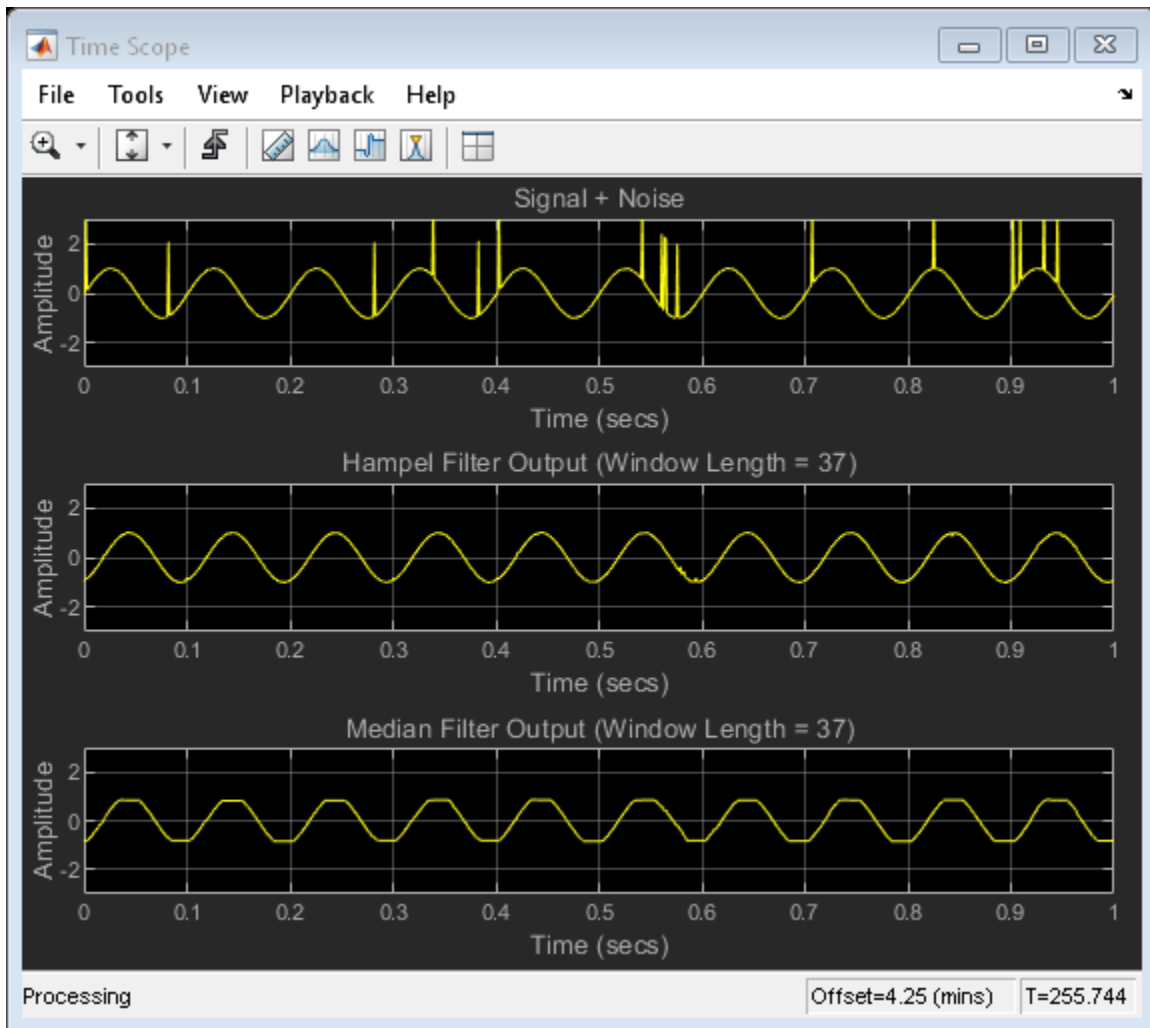 Time Scope
File Tools View Playback Help
Signal + Noise
Amplitude
2
0
-2
0 0.1 0.2 0.3 0.4 0.5 0.6 0.7 0.8 0.9 1
Time (secs)
Hampel Filter Output (Window Length = 37)
Amplitude
2
0
-2
0 0.1 0.2 0.3 0.4 0.5 0.6 0.7 0.8 0.9 1
Time (secs)
Median Filter Output (Window Length = 37)
Amplitude
2
0
-2
0 0.1 0.2 0.3 0.4 0.5 0.6 0.7 0.8 0.9 1
Time (secs)
Processing Offset=4.25 (mins) T=255.744